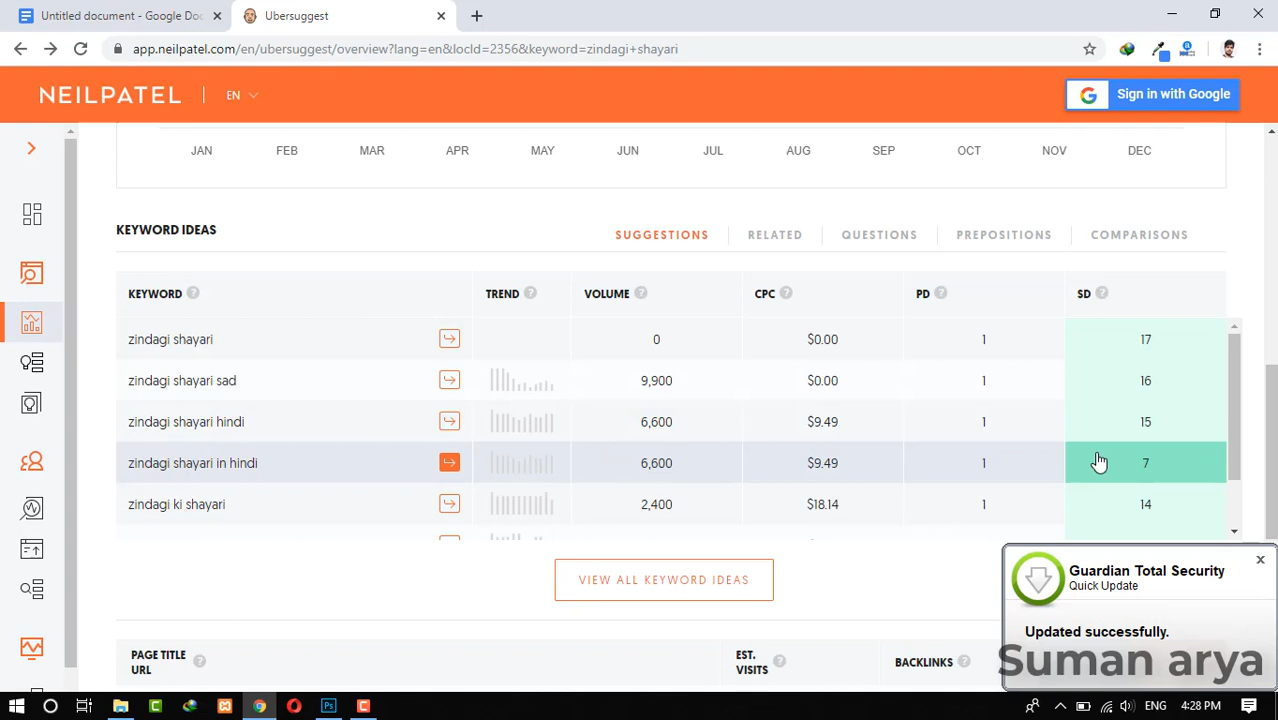 Untitled document - Google Doc
Ubersuggest
app.neilpatel.com/en/ubersuggest/overview?lang=en&locId=2356&keyword=zindagi+shayari
NEILPATEL
EN
Sign in with Google
JAN FEB MAR APR MAY JUN JUL AUG SEP OCT NOV DEC
KEYWORD IDEAS
SUGGESTIONS RELATED QUESTIONS PREPOSITIONS COMPARISONS
KEYWORD TREND VOLUME CPC PD SD
zindagi shayari 0 $0.00 1 17
zindagi shayari sad 9,900 $0.00 1 16
zindagi shayari hindi 6,600 $9.49 1 15
zindagi shayari in hindi 6,600 $9.49 1 7
zindagi ki shayari 2,400 $18.14 1 14
VIEW ALL KEYWORD IDEAS
Guardian Total Security
Quick Update
Updated successfully.
PAGE TITLE
URL
EST.
VISITS
BACKLINKS
Suman arya
ENG 4:28 PM